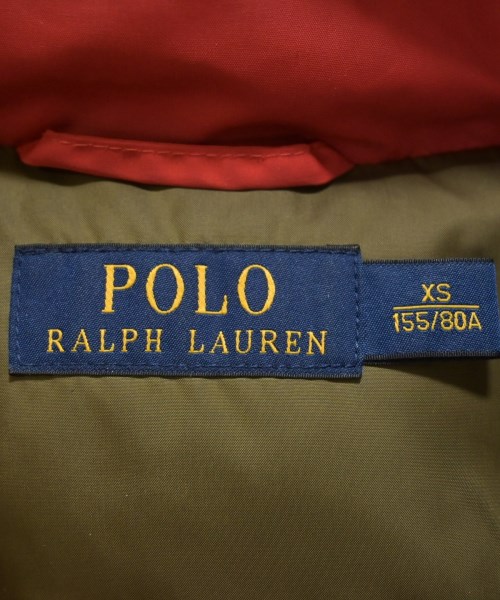 POLO
RALPH LAUREN
XS
155/80A